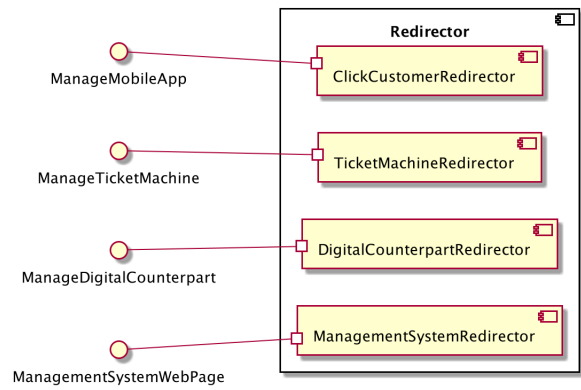 Redirector
ClickCustomerRedirector
ManageMobileApp
TicketMachineRedirector
ManageTicketMachine
DigitalCounterpartRedirector
ManageDigitalCounterpart
ManagementSystemRedirector
ManagementSystemWebPage